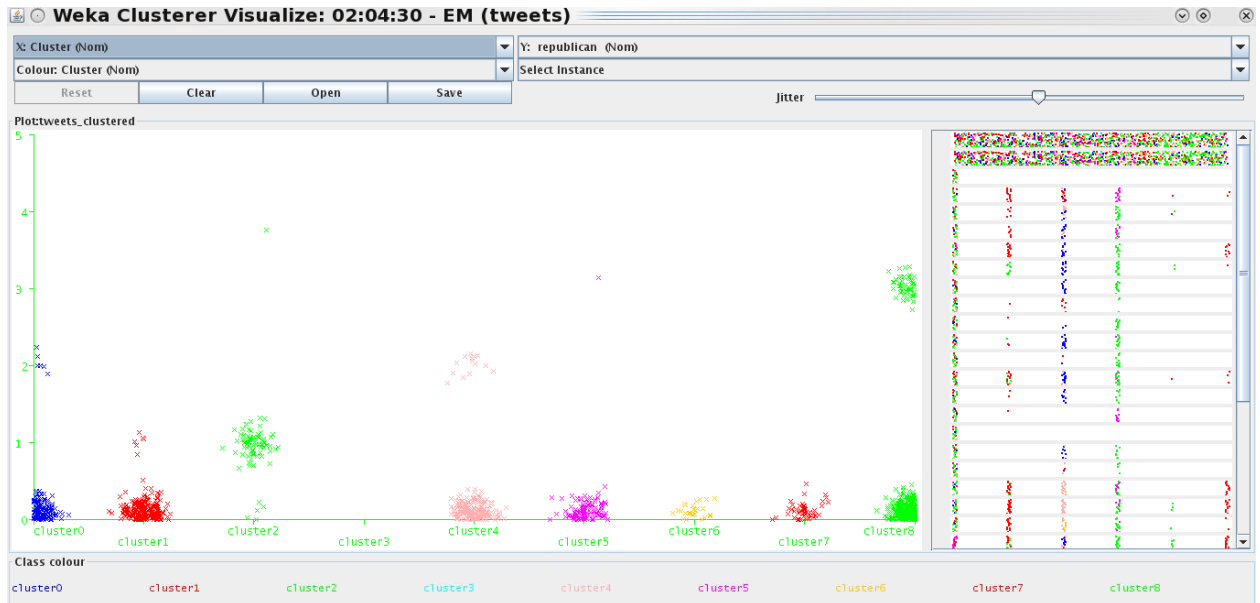 Weka Clusterer Visualize: 02:04:30 - EM (tweets)
X: Cluster (Nom) Y: republican (Nom)
Colour: Cluster (Nom) Select Instance
Reset Clear Open Save Jitter
Plot:tweets_clustered
5
4
3
2
1
0
cluster0 cluster1 cluster2 cluster3 cluster4 cluster5 cluster6 cluster7 cluster8
Class colour
cluster0 cluster1 cluster2 cluster3 cluster4 cluster5 cluster6 cluster7 cluster8